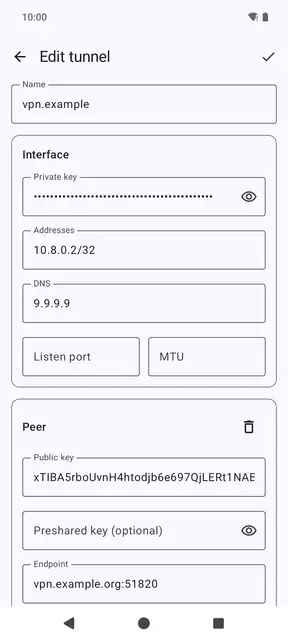 10:00
Edit tunnel
Name
vpn.example
Interface
Private key
••••••••••••••••••••••••••••••••••••••••••••
Addresses
10.8.0.2/32
DNS
9.9.9.9
Listen port
MTU
Peer
Public key
xTIBA5rboUvnH4htodjb6e697QjLERt1NAE
Preshared key (optional)
Endpoint
vpn.example.org:51820